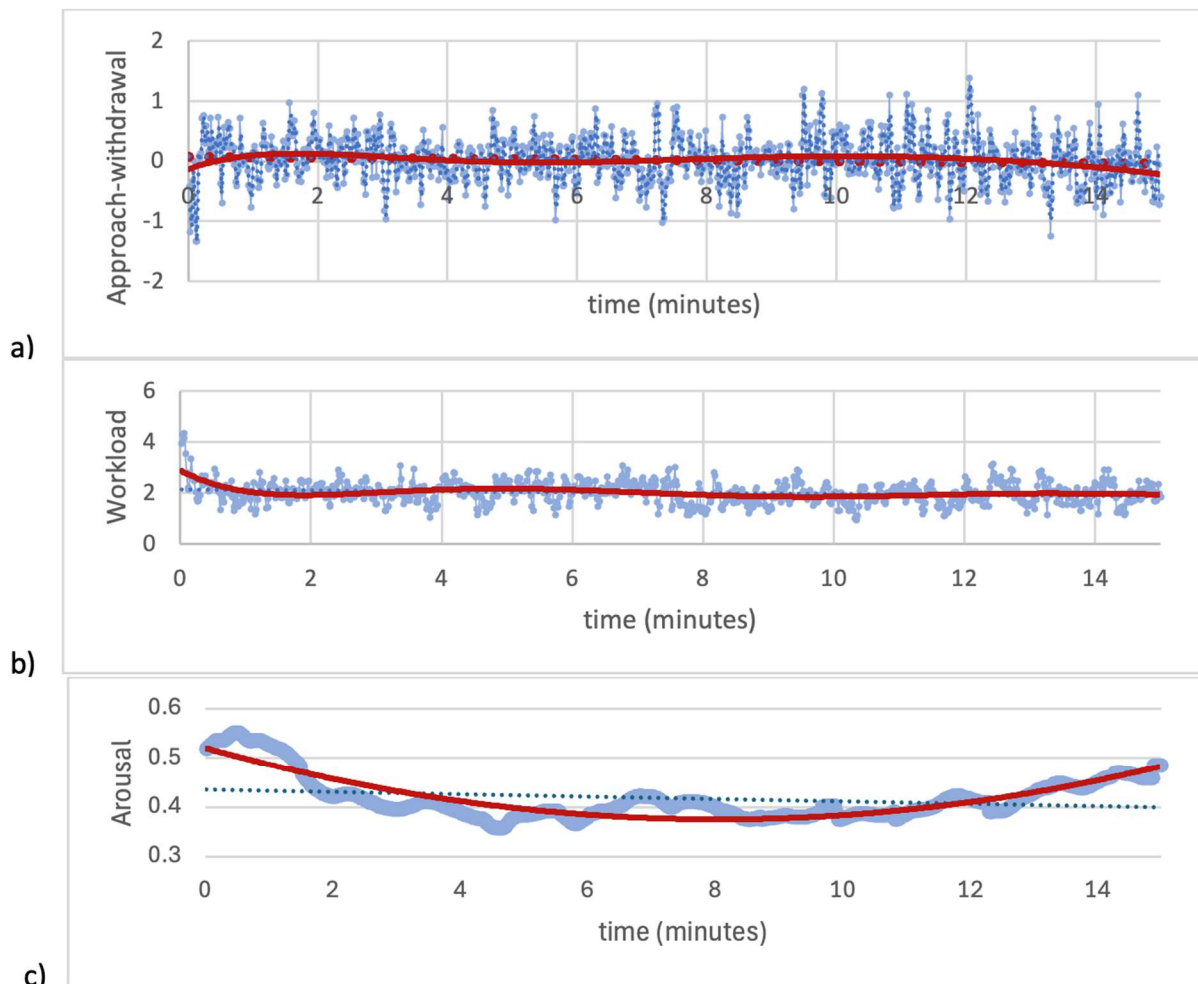 Approach-withdrawal
2
1
0
-1
-2
0 2 4 6 8 10 12 14
time (minutes)
a)
Workload
6
4
2
0
0 2 4 6 8 10 12 14
time (minutes)
b)
Arousal
0.6
0.5
0.4
0.3
0 2 4 6 8 10 12 14
time (minutes)
c)